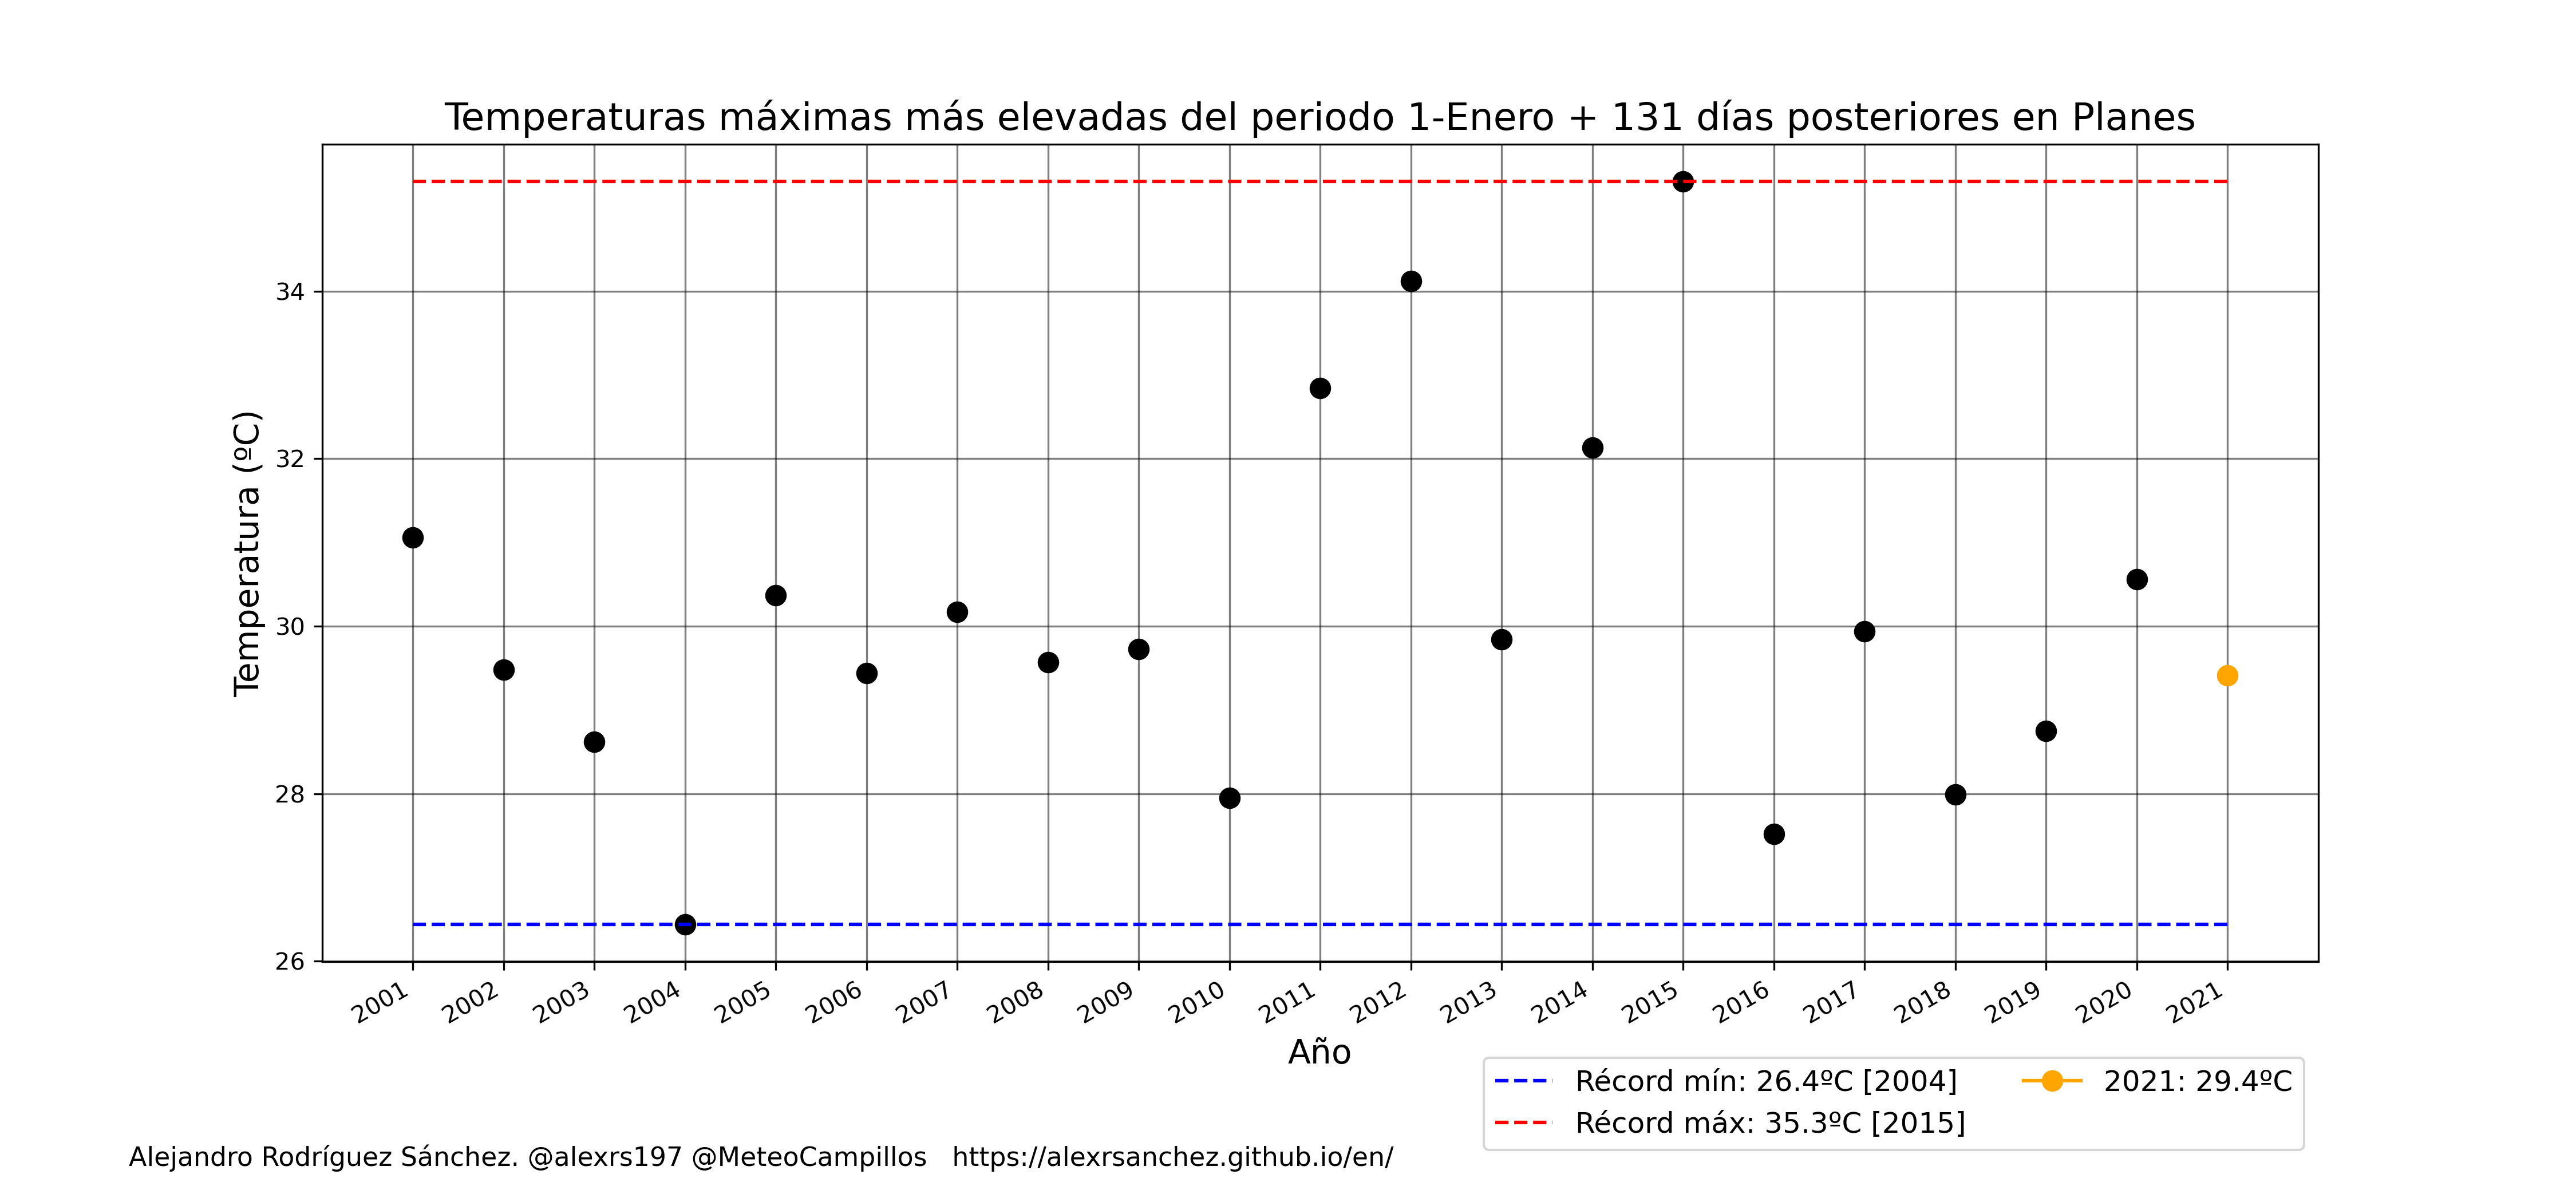 Temperaturas máximas más elevadas del periodo 1-Enero + 131 días posteriores en Planes
Temperatura (ºC)
34
32
30
28
26
2001 2002 2003 2004 2005 2006 2007 2008 2009 2010 2011 2012 2013 2014 2015 2016 2017 2018 2019 2020 2021
Año
Récord mín: 26.4ºC [2004]
Récord máx: 35.3ºC [2015]
2021: 29.4ºC
Alejandro Rodríguez Sánchez. @alexrs197 @MeteoCampillos https://alexrsanchez.github.io/en/